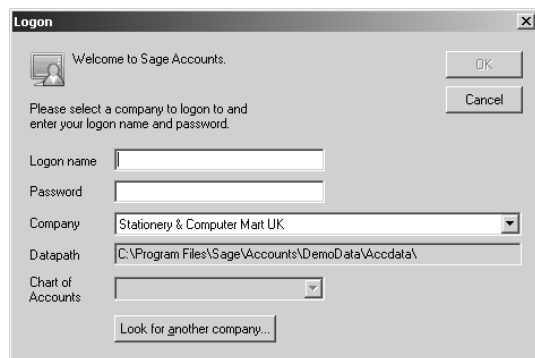 Logon
Welcome to Sage Accounts.
OK
Cancel
Please select a company to logon to and
enter your logon name and password.
Logon name
Password
Company Stationery & Computer Mart UK
Datapath C:\Program Files\Sage\Accounts\DemoData\Accdata\
Chart of
Accounts
Look for another company...